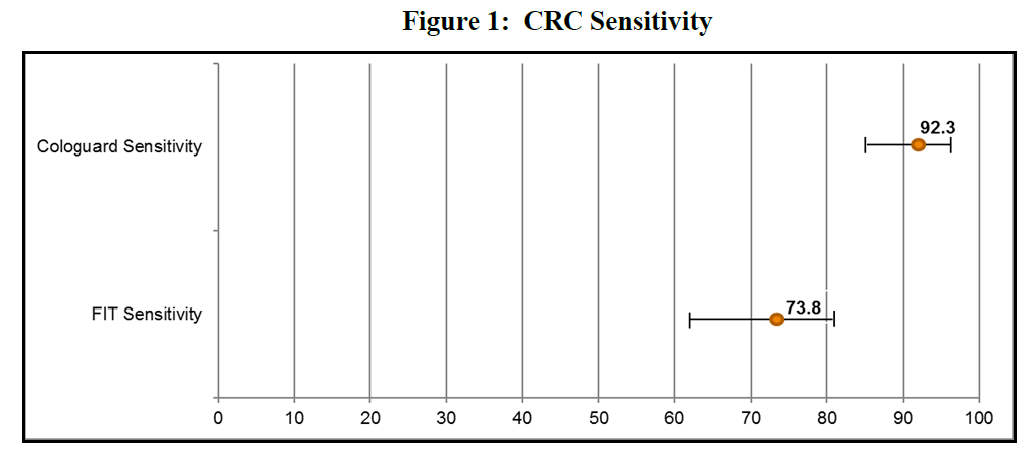 Figure 1: CRC Sensitivity
92.3
Cologuard Sensitivity
73.8
FIT Sensitivity
0 10 20 30 40 50 60 70 80 90 100